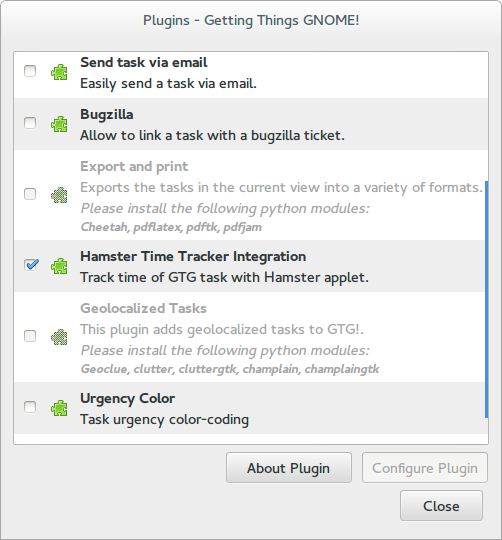 Plugins - Getting Things GNOME!
Send task via email
Easily send a task via email.
Bugzilla
Allow to link a task with a bugzilla ticket.
Export and print
Exports the tasks in the current view into a variety of formats.
Please install the following python modules:
Cheetah, pdflatex, pdftk, pdfjam
Hamster Time Tracker Integration
Track time of GTG task with Hamster applet.
Geolocalized Tasks
This plugin adds geolocalized tasks to GTG!.
Please install the following python modules:
Geoclue, clutter, cluttergtk, champlain, champlaingtk
Urgency Color
Task urgency color-coding
About Plugin
Configure Plugin
Close